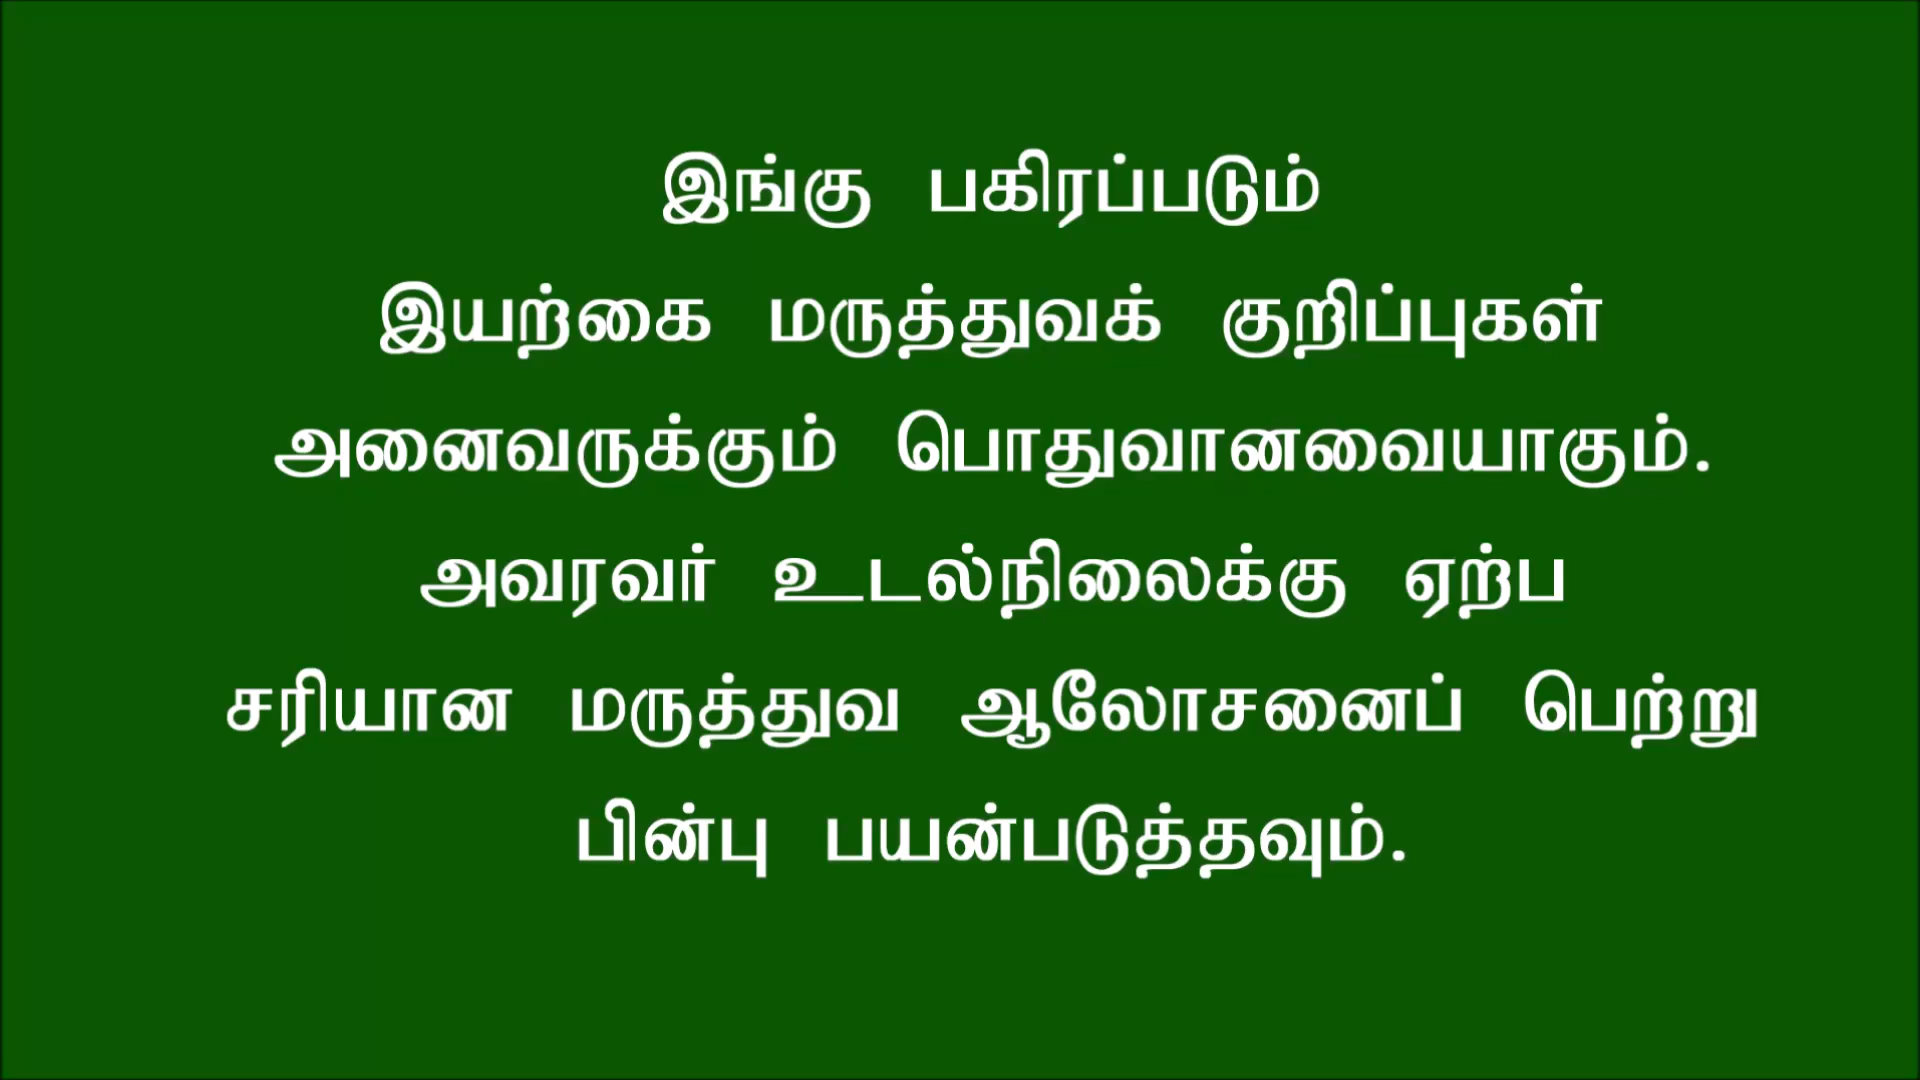 இங்கு பகிரப்படும்
இயற்கை மருத்துவக் குறிப்புகள்
அனைவருக்கும் பொதுவானவையாகும்.
அவரவர் உடல்நிலைக்கு ஏற்ப
சரியான மருத்துவ ஆலோசனைப் பெற்று
பின்பு பயன்படுத்தவும்.